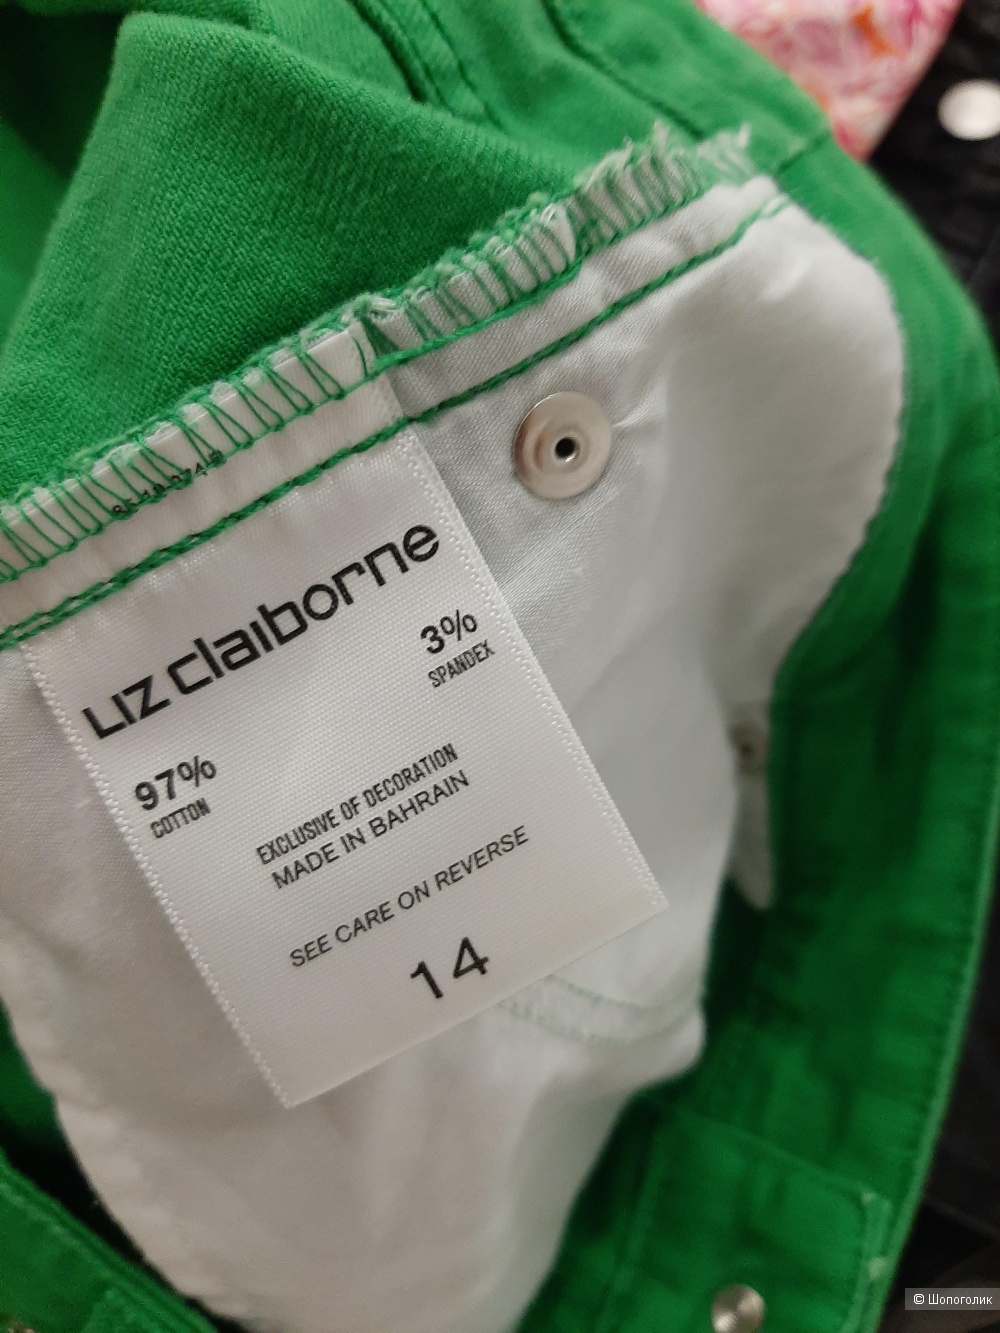 LIZ claiborne
97%
COTTON
3%
SPANDEX
EXCLUSIVE OF DECORATION
MADE IN BAHRAIN
SEE CARE ON REVERSE
14
© Шопоголик